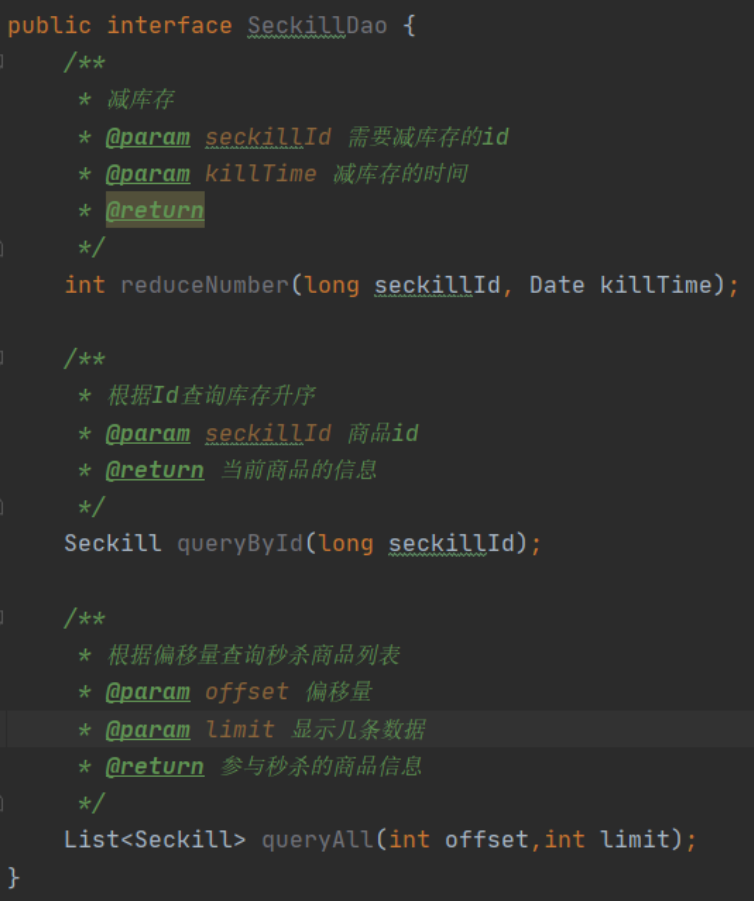 public interface SeckillDao {
/**
* 减库存
* @param seckillId 需要减库存的id
* @param killTime 减库存的时间
* @return
*/
int reduceNumber(long seckillId, Date killTime);
/**
* 根据Id查询库存升序
* @param seckillId 商品id
* @return 当前商品的信息
*/
Seckill queryById(long seckillId);
/**
* 根据偏移量查询秒杀商品列表
* @param offset 偏移量
* @param limit 显示几条数据
* @return 参与秒杀的商品信息
*/
List<Seckill> queryAll(int offset,int limit);
}